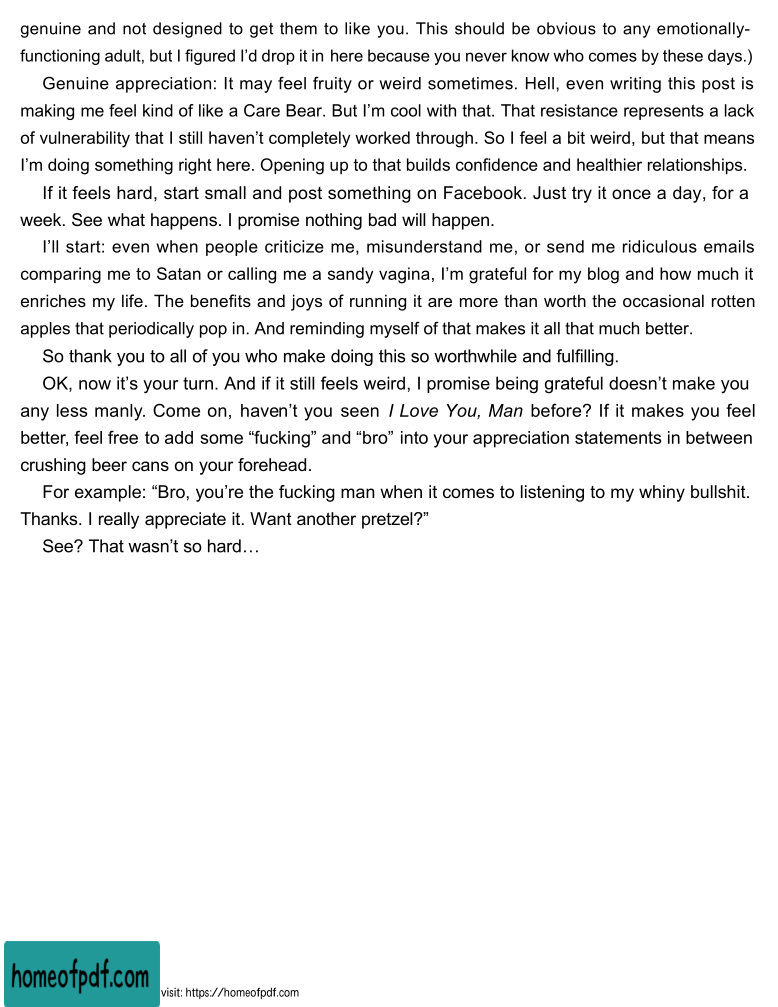 genuine and not designed to get them to like you. This should be obvious to any emotionally-
functioning adult, but I figured I’d drop it in here because you never know who comes by these days.)
Genuine appreciation: It may feel fruity or weird sometimes. Hell, even writing this post is
making me feel kind of like a Care Bear. But I’m cool with that. That resistance represents a lack
of vulnerability that I still haven’t completely worked through. So I feel a bit weird, but that means
I’m doing something right here. Opening up to that builds confidence and healthier relationships.
If it feels hard, start small and post something on Facebook. Just try it once a day, for a
week. See what happens. I promise nothing bad will happen.
I’ll start: even when people criticize me, misunderstand me, or send me ridiculous emails
comparing me to Satan or calling me a sandy vagina, I’m grateful for my blog and how much it
enriches my life. The benefits and joys of running it are more than worth the occasional rotten
apples that periodically pop in. And reminding myself of that makes it all that much better.
So thank you to all of you who make doing this so worthwhile and fulfilling.
OK, now it’s your turn. And if it still feels weird, I promise being grateful doesn’t make you
any less manly. Come on, haven’t you seen I Love You, Man before? If it makes you feel
better, feel free to add some “fucking” and “bro” into your appreciation statements in between
crushing beer cans on your forehead.
For example: “Bro, you’re the fucking man when it comes to listening to my whiny bullshit.
Thanks. I really appreciate it. Want another pretzel?”
See? That wasn’t so hard…
homeofpdf.com
visit: https://homeofpdf.com